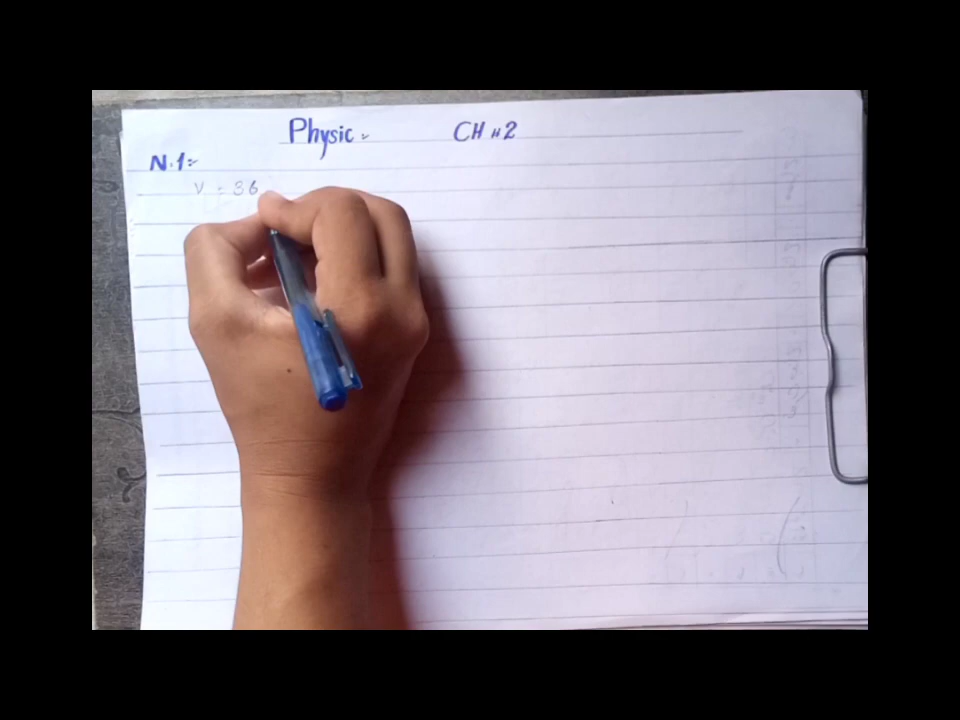 Physic :- CH # 2
N.1:-
V = 36